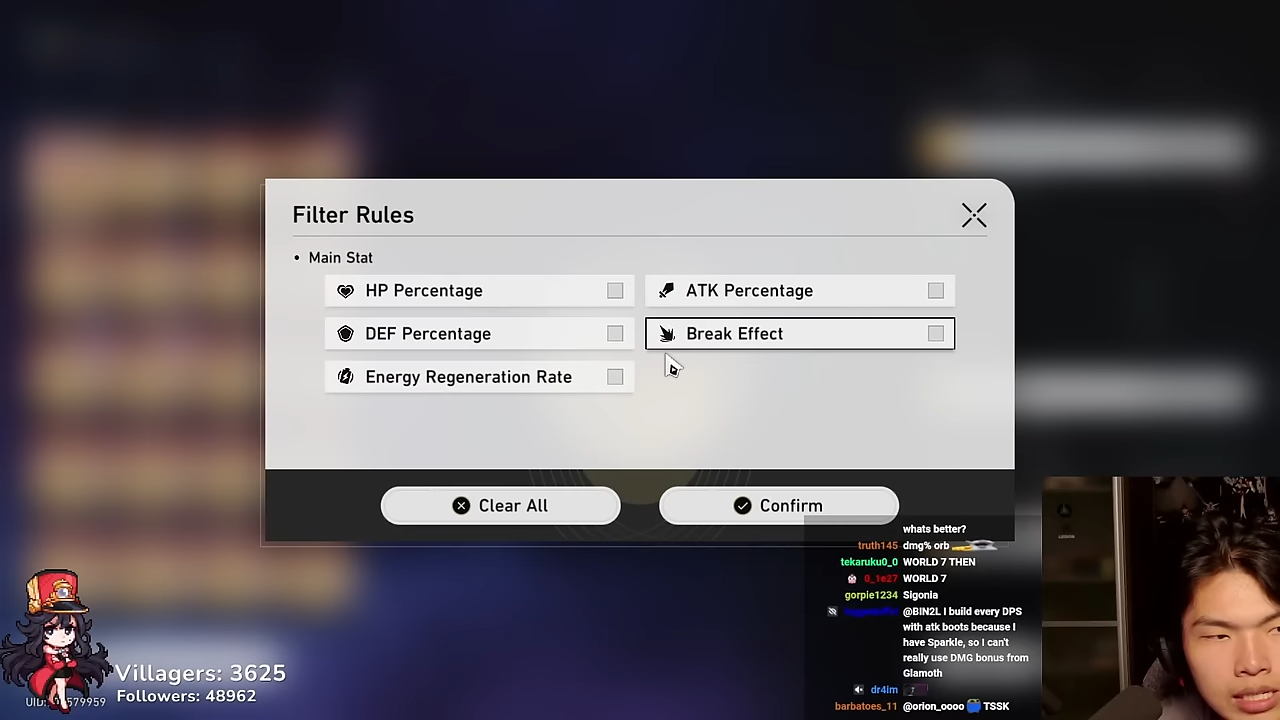 Filter Rules
• Main Stat
HP Percentage
ATK Percentage
DEF Percentage
Break Effect
Energy Regeneration Rate
Clear All
Confirm
whats better?
truth145 dmg% orb
tekaruku0_0 WORLD 7 THEN
0_1e27 WORLD 7
gorpie1234 Sigonia
@BIN2L I build every DPS
with atk boots because I
have Sparkle, so I can't
really use DMG bonus from
Glamoth
dr4im
barbatoes_11 @orion_oooo TSSK
Villagers: 3625
Followers: 48962